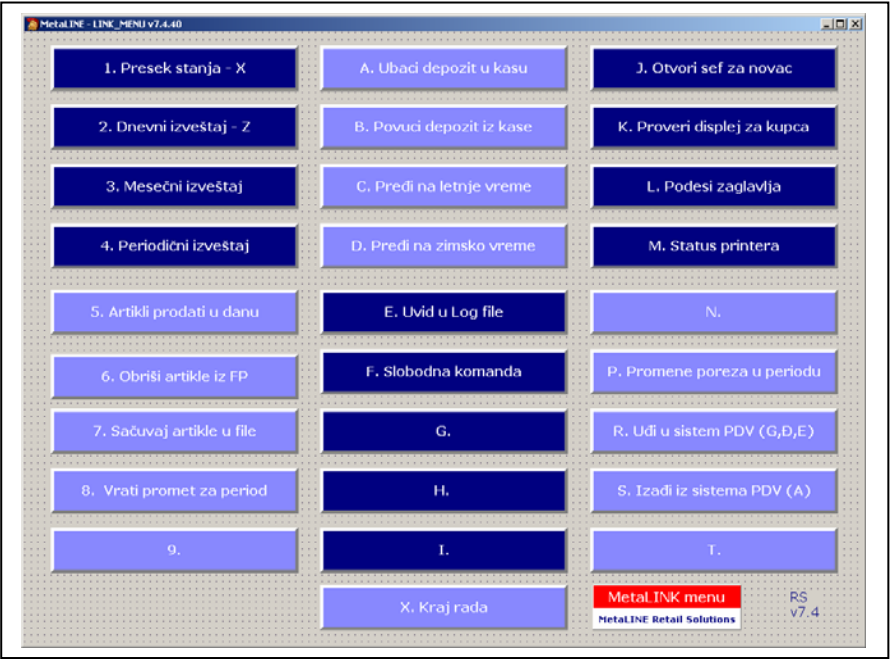 MetaLINE - LINK_MENU v7.4.40
1. Presek stanja - X
2. Dnevni izveštaj - Z
3. Mesečni izveštaj
4. Periodični izveštaj
5. Artikli prodati u danu
6. Obriši artikle iz FP
7. Sačuvaj artikle u file
8. Vrati promet za period
9.
A. Ubaci depozit u kasu
B. Povuci depozit iz kase
C. Pređi na letnje vreme
D. Pređi na zimsko vreme
E. Uvid u Log file
F. Slobodna komanda
G.
H.
I.
X. Kraj rada
J. Otvori sef za novac
K. Proveri displej za kupca
L. Podesi zaglavlja
M. Status printera
N.
P. Promene poreza u periodu
R. Uđi u sistem PDV (G,Đ,E)
S. Izađi iz sistema PDV (A)
T.
MetaLINK menu
MetaLINE Retail Solutions
RS
v7.4